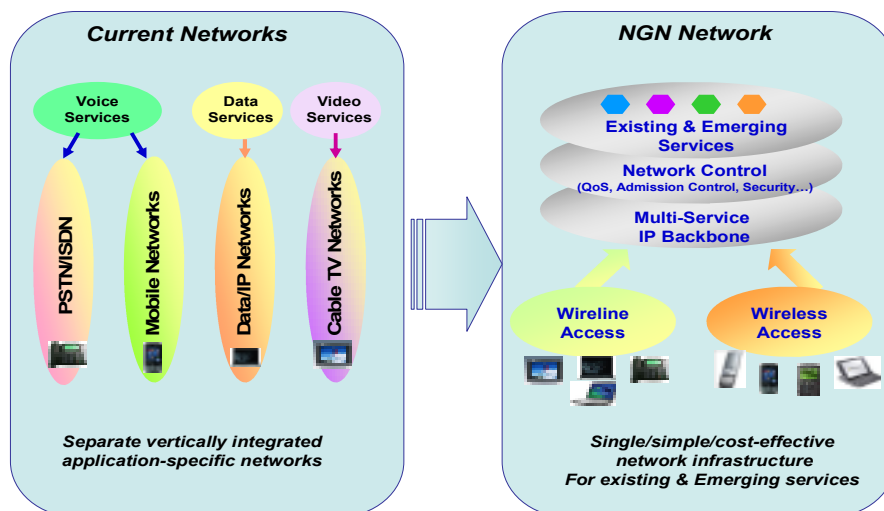 Current Networks
Voice
Services
Data
Services
Video
Services
PSTN/ISDN
Mobile Networks
Data/IP Networks
Cable TV Networks
Separate vertically integrated
application-specific networks
NGN Network
Existing & Emerging
Services
Network Control
(QoS, Admission Control, Security…)
Multi-Service
IP Backbone
Wireline
Access
Wireless
Access
Single/simple/cost-effective
network infrastructure
For existing & Emerging services